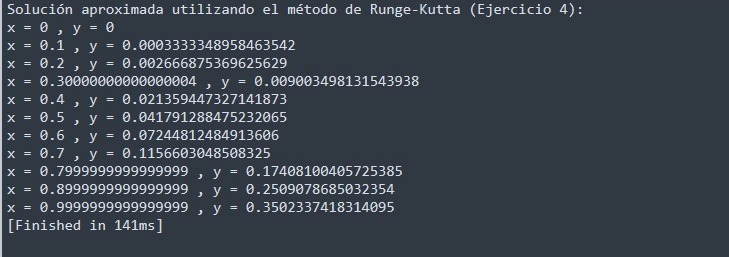 Solución aproximada utilizando el método de Runge-Kutta (Ejercicio 4):
x = 0 , y = 0
x = 0.1 , y = 0.0003333348958463542
x = 0.2 , y = 0.002666875369625629
x = 0.30000000000000004 , y = 0.009003498131543938
x = 0.4 , y = 0.021359447327141873
x = 0.5 , y = 0.041791288475232065
x = 0.6 , y = 0.07244812484913606
x = 0.7 , y = 0.1156603048508325
x = 0.7999999999999999 , y = 0.17408100405725385
x = 0.8999999999999999 , y = 0.2509078685032354
x = 0.9999999999999999 , y = 0.3502337418314095
[Finished in 141ms]